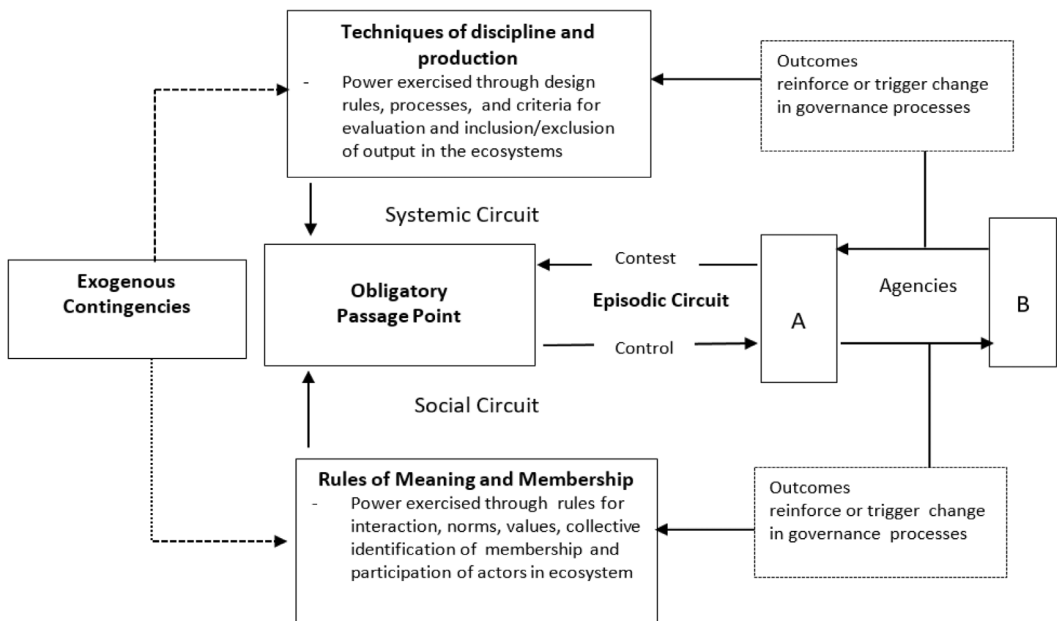 Techniques of discipline and
production
- Power exercised through design
rules, processes, and criteria for
evaluation and inclusion/exclusion
of output in the ecosystems
Outcomes
reinforce or trigger change
in governance processes
Systemic Circuit
Exogenous
Contingencies
Obligatory
Passage Point
Contest
Episodic Circuit
Control
A
Agencies
B
Social Circuit
Rules of Meaning and Membership
- Power exercised through rules for
interaction, norms, values, collective
identification of membership and
participation of actors in ecosystem
Outcomes
reinforce or trigger change
in governance processes